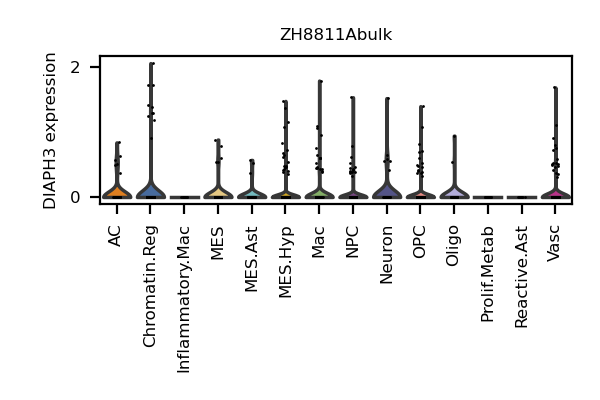 ZH8811Abulk
DIAPH3 expression
2
0
AC
Chromatin.Reg
Inflammatory.Mac
MES
MES.Ast
MES.Hyp
Mac
NPC
Neuron
OPC
Oligo
Prolif.Metab
Reactive.Ast
Vasc